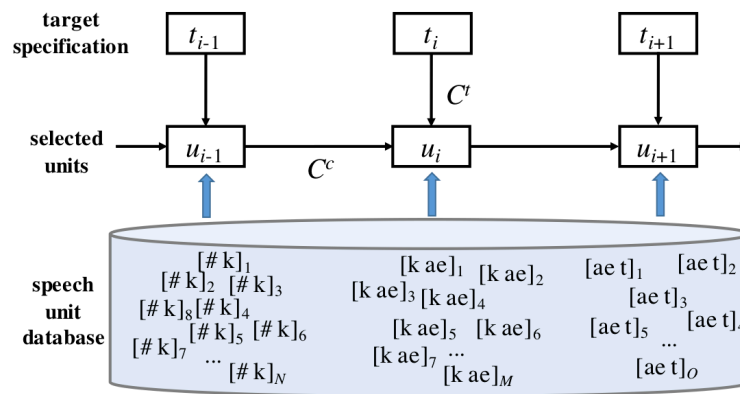 target
specification
t_{i-1}
t_i
t_{i+1}
C^t
selected
units
u_{i-1}
C^c
u_i
u_{i+1}
speech
unit
database
[# k]_1
[# k]_2
[# k]_3
[# k]_8
[# k]_4
[# k]_5
[# k]_6
[# k]_7
...
[# k]_N
[k ae]_1
[k ae]_2
[k ae]_3
[k ae]_4
[k ae]_5
[k ae]_6
[k ae]_7
...
[k ae]_M
[ae t]_1
[ae t]_2
[ae t]_3
[ae t]_5
[ae t]
...
[ae t]_O